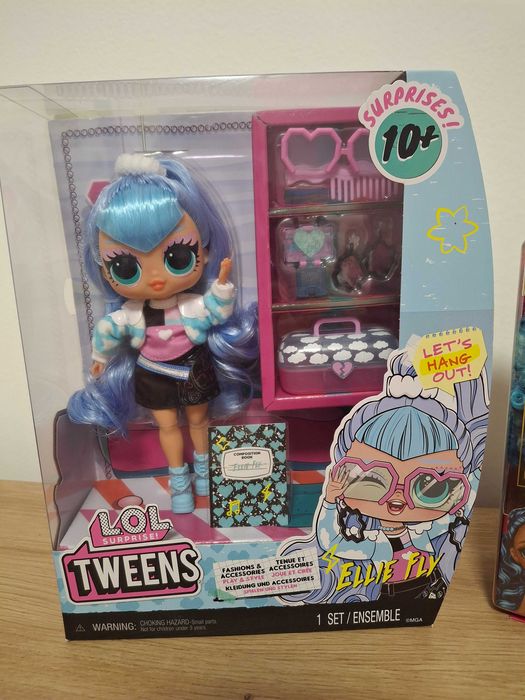 SURPRISES!
10+
LET'S
HANG
OUT!
COMPOSITION
BOOK
ELLIE FLY
L.O.L.
SURPRISE!
TWEENS
FASHIONS &
ACCESSORIES
PLAY & STYLE
TENUE ET
ACCESSOIRES
JOUE ET CRÉE
KLEIDUNG UND ACCESSOIRES
SPIELEN UND STYLEN
ELLIE FLY
WARNING: CHOKING HAZARD-Small parts.
Not for children under 3 years.
1 SET/ENSEMBLE
©MGA